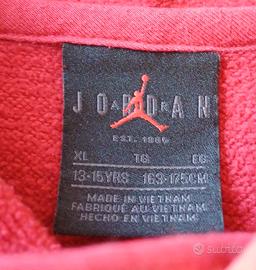 JORDAN
EST. 1985
XL TG EG
13-15YRS 163-175CM
MADE IN VIETNAM
FABRIQUÉ AU VIETNAM
HECHO EN VIETNAM
subito